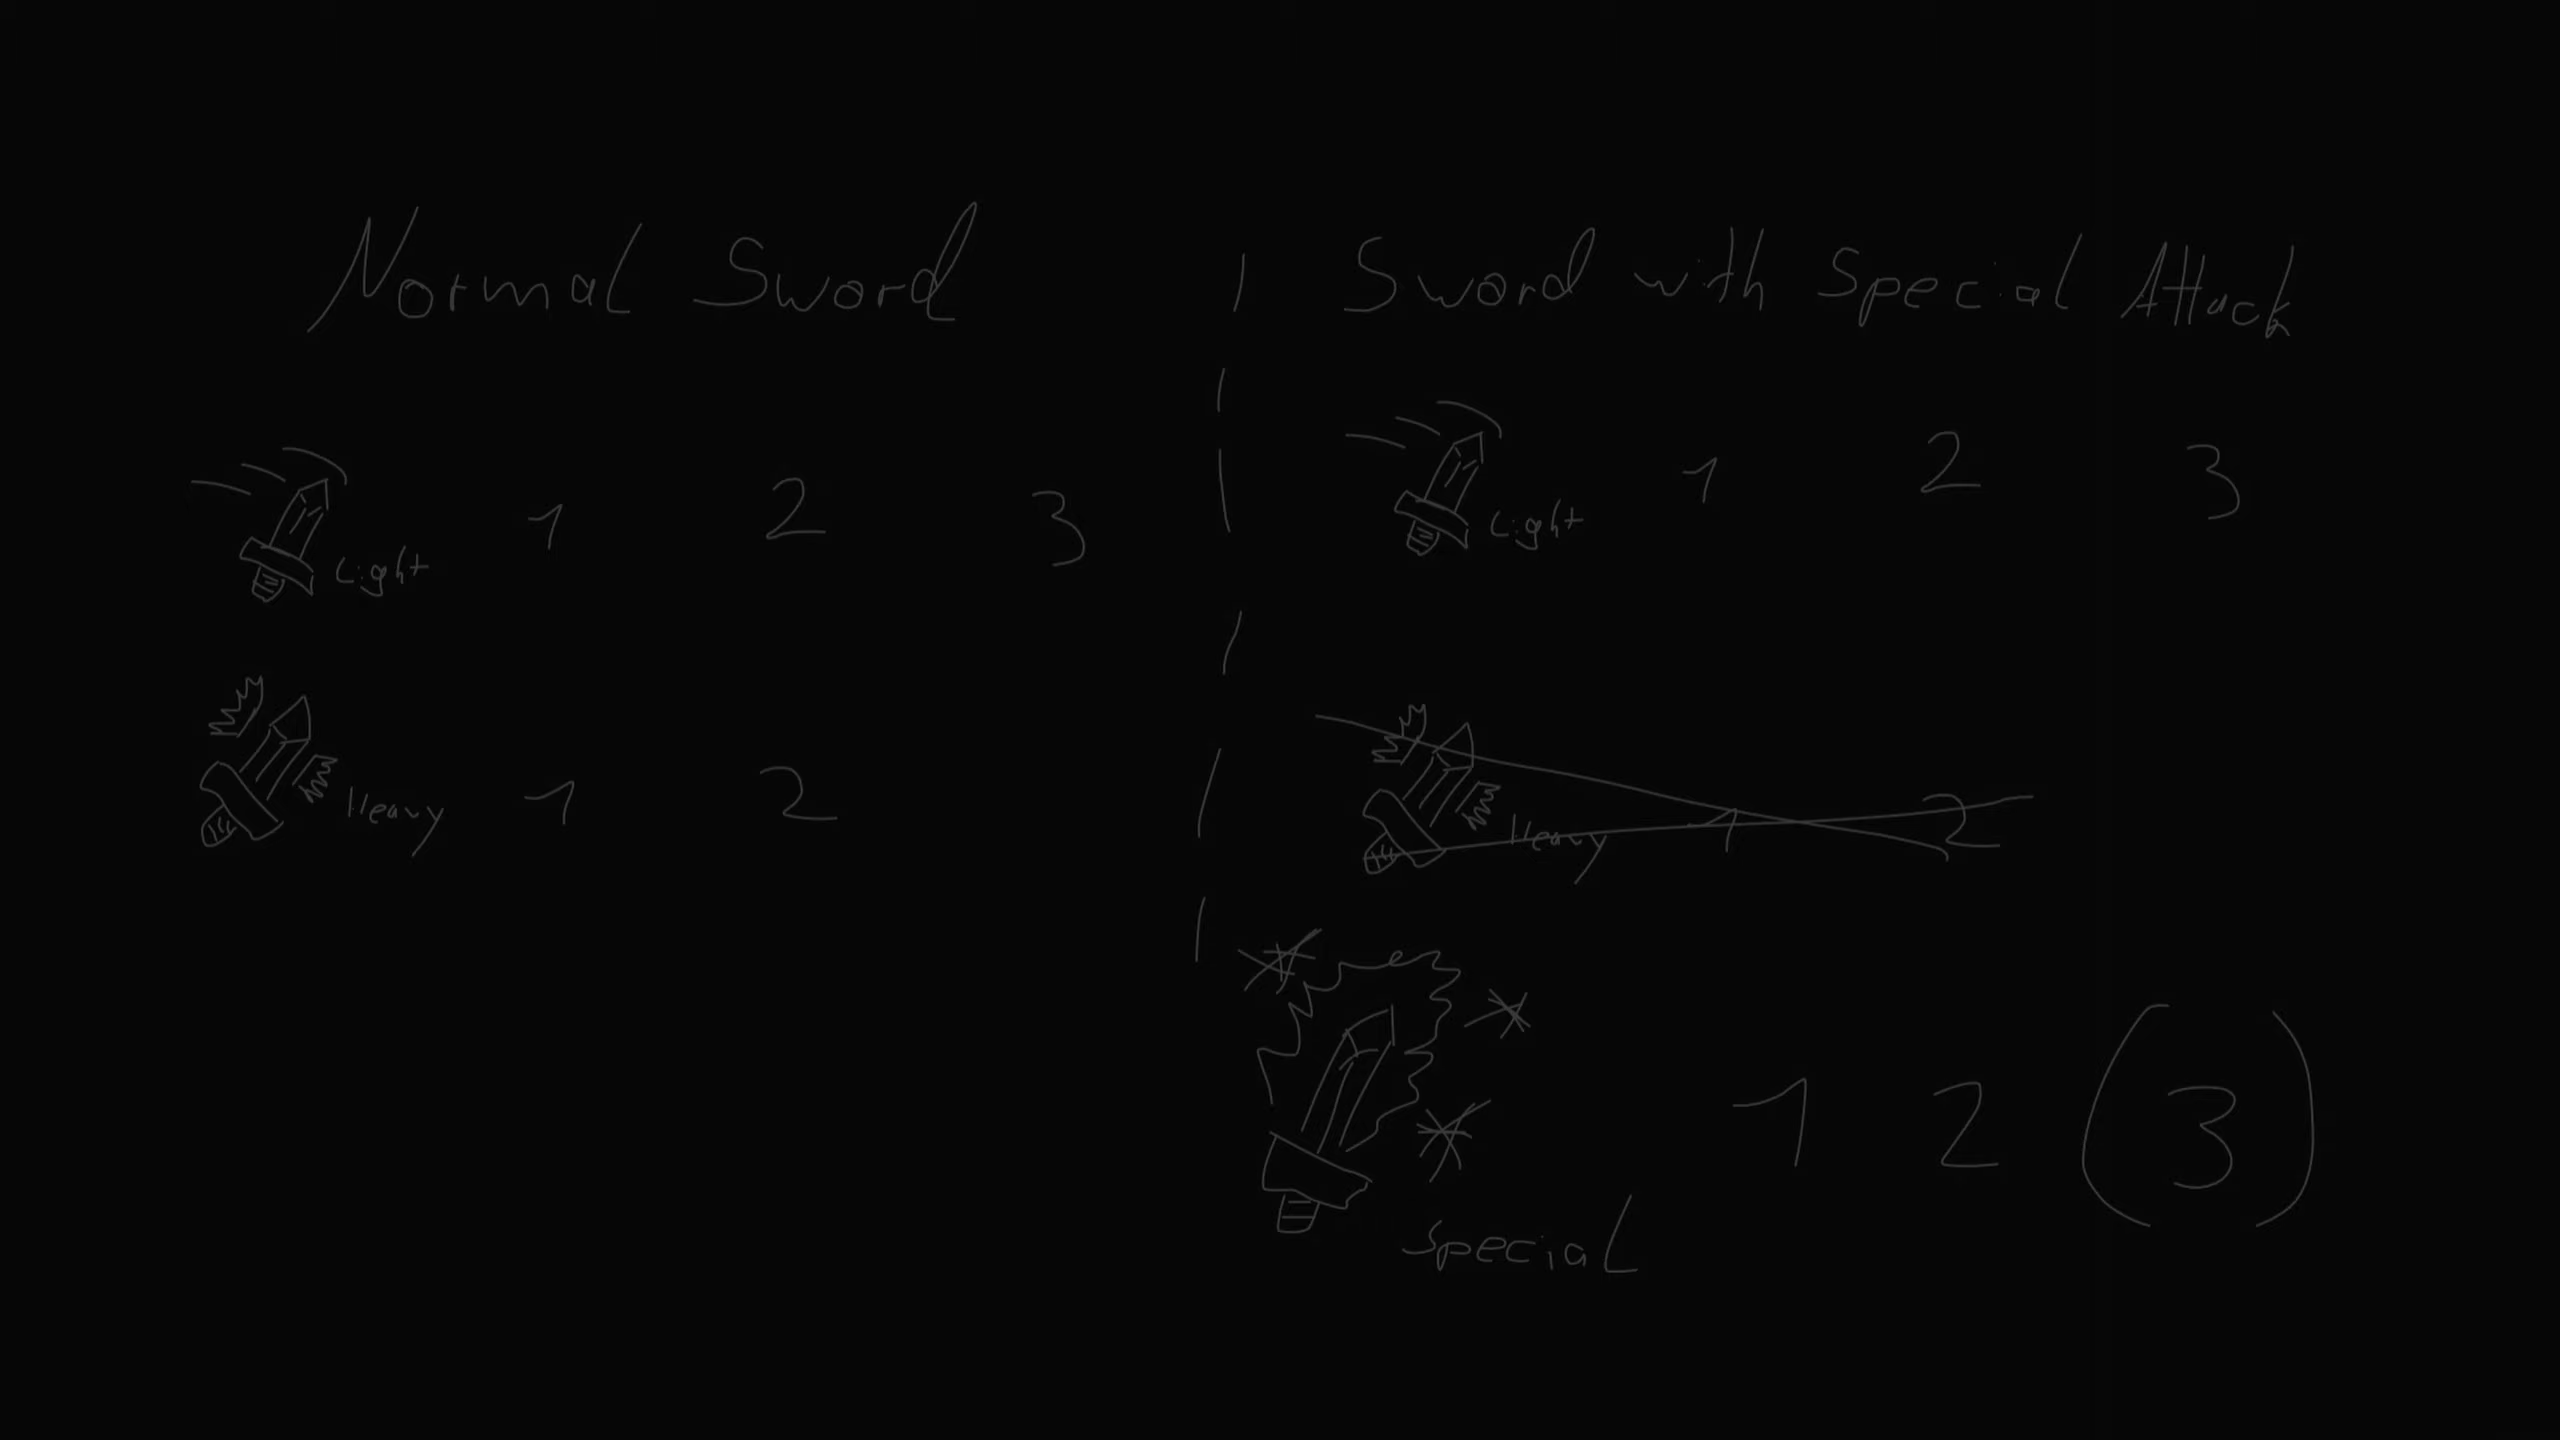 Normal Sword
Light 1 2 3
Heavy 1 2
Sword with Special Attack
Light 1 2 3
Heavy 1 2
Special 1 2 (3)